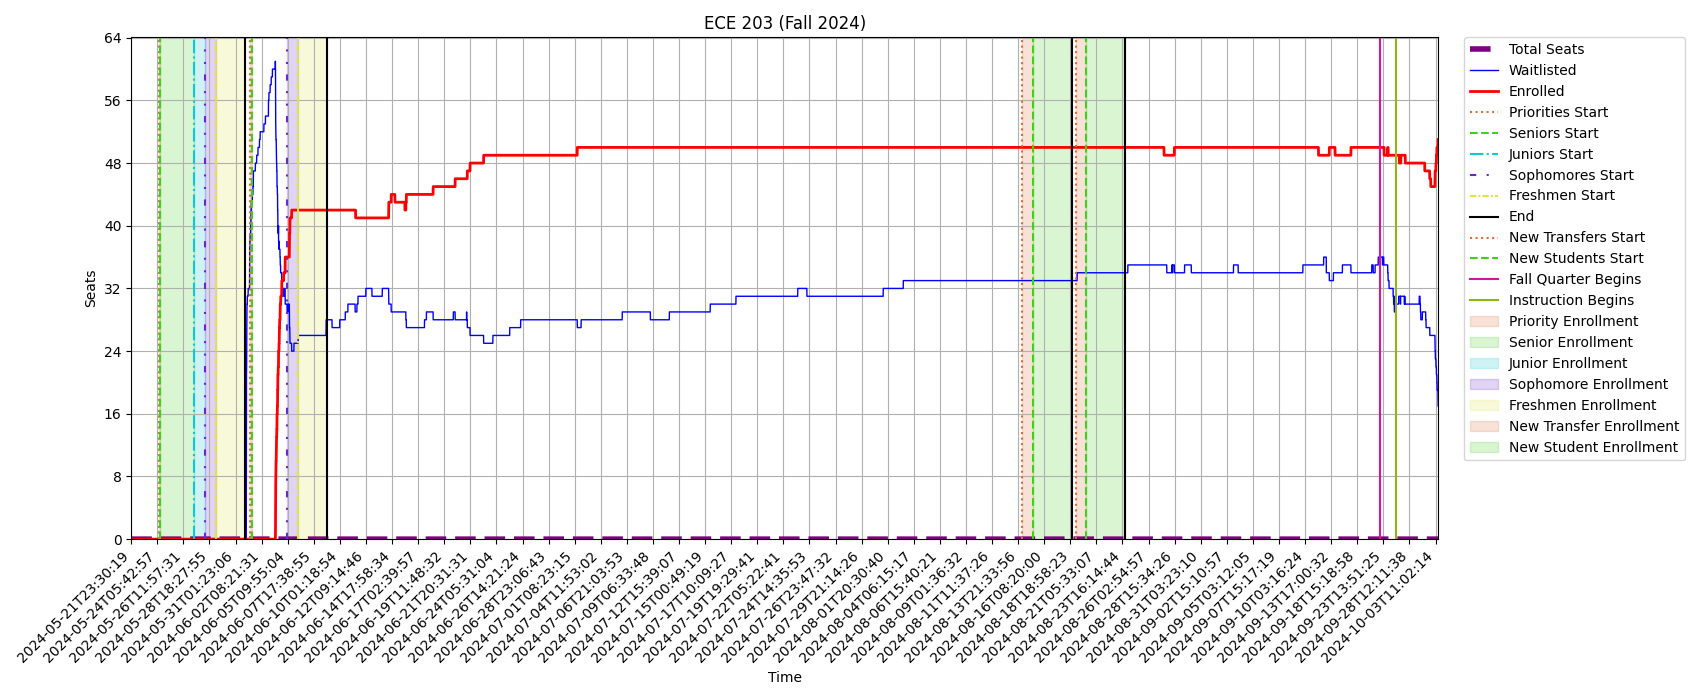 ECE 203 (Fall 2024)
Seats
64
56
48
40
32
24
16
8
0
2024-05-21T23:30:19
2024-05-24T05:42:57
2024-05-26T11:57:31
2024-05-28T18:27:55
2024-05-31T01:23:06
2024-06-02T08:21:31
2024-06-05T09:55:04
2024-06-07T17:38:53
2024-06-10T01:18:54
2024-06-12T09:14:46
2024-06-14T17:58:34
2024-06-17T02:39:57
2024-06-19T11:48:32
2024-06-21T20:31:31
2024-06-24T05:31:04
2024-06-26T14:21:24
2024-06-28T23:06:43
2024-07-01T08:23:15
2024-07-04T11:53:02
2024-07-06T21:03:53
2024-07-09T06:33:48
2024-07-12T15:39:07
2024-07-15T00:49:19
2024-07-17T10:09:27
2024-07-19T19:29:41
2024-07-22T05:22:41
2024-07-24T14:35:53
2024-07-26T23:47:32
2024-07-29T21:14:26
2024-08-01T20:30:40
2024-08-04T06:15:17
2024-08-06T15:40:21
2024-08-09T01:36:32
2024-08-11T11:37:26
2024-08-13T21:33:50
2024-08-16T08:20:00
2024-08-18T18:58:23
2024-08-21T05:33:07
2024-08-23T16:14:44
2024-08-26T02:54:57
2024-08-28T15:34:26
2024-08-31T03:23:10
2024-09-02T15:10:57
2024-09-05T03:12:05
2024-09-07T15:17:19
2024-09-10T03:16:24
2024-09-13T17:00:32
2024-09-18T15:18:58
2024-09-23T13:51:25
2024-09-28T12:11:38
2024-10-03T11:02:14
Time
Total Seats
Waitlisted
Enrolled
Priorities Start
Seniors Start
Juniors Start
Sophomores Start
Freshmen Start
End
New Transfers Start
New Students Start
Fall Quarter Begins
Instruction Begins
Priority Enrollment
Senior Enrollment
Junior Enrollment
Sophomore Enrollment
Freshmen Enrollment
New Transfer Enrollment
New Student Enrollment